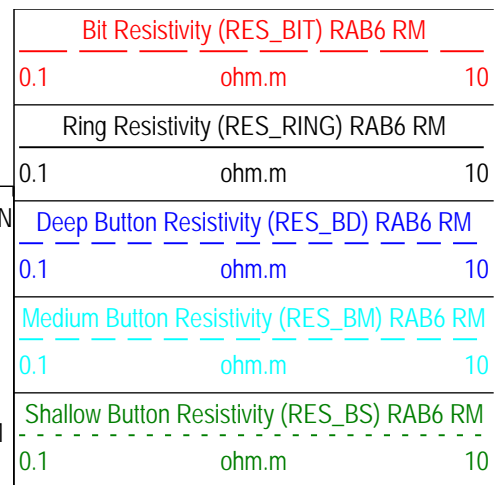 Bit Resistivity (RES_BIT) RAB6 RM
0.1 ohm.m 10
Ring Resistivity (RES_RING) RAB6 RM
0.1 ohm.m 10
N
Deep Button Resistivity (RES_BD) RAB6 RM
0.1 ohm.m 10
Medium Button Resistivity (RES_BM) RAB6 RM
0.1 ohm.m 10
Shallow Button Resistivity (RES_BS) RAB6 RM
0.1 ohm.m 10